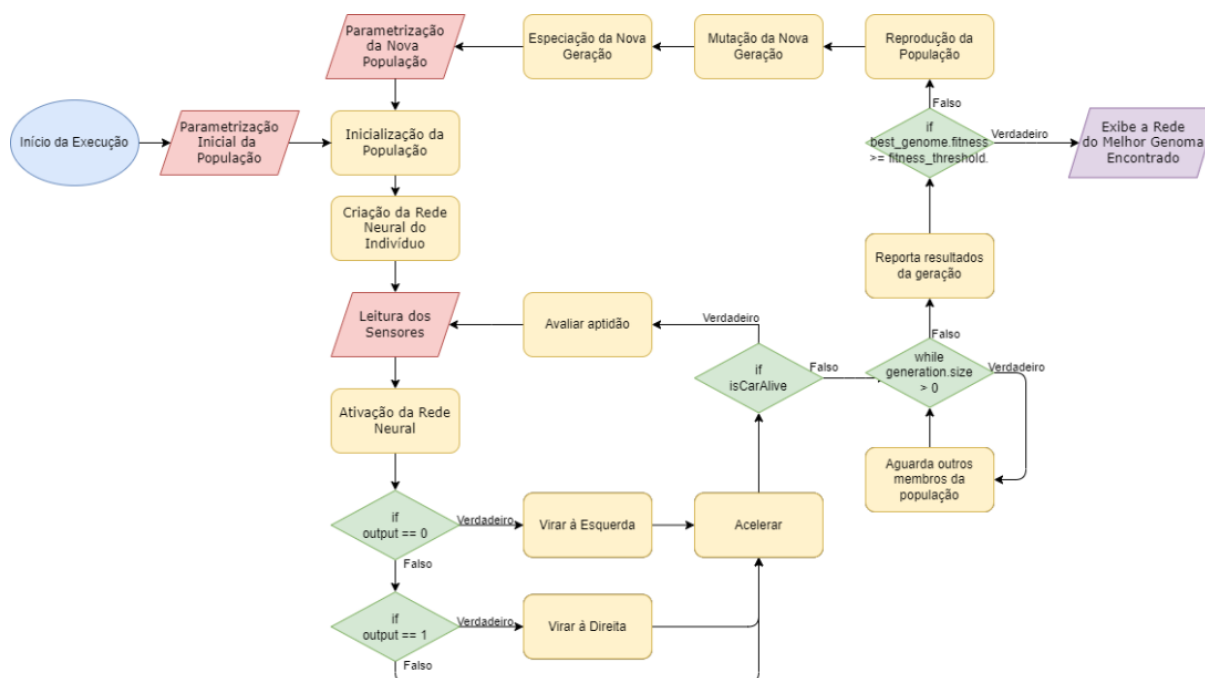 Início da Execução
Parametrização
Inicial da
População
Parametrização
da Nova
População
Especiação da Nova
Geração
Mutação da Nova
Geração
Reprodução da
População
Inicialização da
População
Falso
if
best_genome.fitness
>= fitness_threshold.
Verdadeiro
Exibe a Rede
do Melhor Genoma
Encontrado
Criação da Rede
Neural do
Indivíduo
Reporta resultados
da geração
Leitura dos
Sensores
Avaliar aptidão
Verdadeiro
if
isCarAlive
Falso
Falso
while
generation.size
> 0
Verdadeiro
Aguarda outros
membros da
população
Ativação da Rede
Neural
if
output == 0
Verdadeiro
Virar á Esquerda
Acelerar
Falso
if
output == 1
Verdadeiro
Virar á Direita
Falso